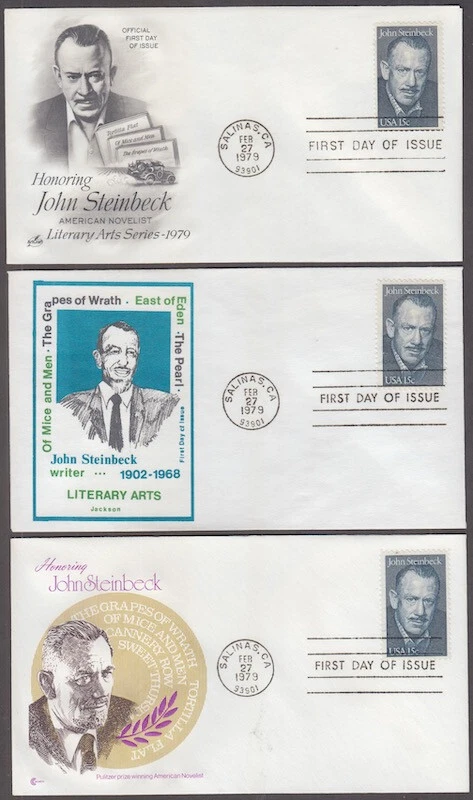 OFFICIAL
FIRST DAY
OF ISSUE
Tortilla Flat
Of Mice and Men
The Grapes of Wrath
Honoring
John Steinbeck
AMERICAN NOVELIST
Literary Arts Series-1979
artcraft
SALINAS, CA
FEB
27
1979
93901
FIRST DAY OF ISSUE
John Steinbeck
USA 15c
Of Mice and Men · The Grapes of Wrath · East of Eden · The Pearl ·
First Day of Issue
John Steinbeck
writer ... 1902-1968
LITERARY ARTS
Jackson
SALINAS, CA
FEB
27
1979
93901
FIRST DAY OF ISSUE
John Steinbeck
USA 15c
Honoring
John Steinbeck
THE GRAPES OF WRATH
OF MICE AND MEN
CANNERY ROW
SWEET THURS
TORTILLA FLAT
Pulitzer prize winning American Novelist
SALINAS, CA
FEB
27
1979
93901
FIRST DAY OF ISSUE
John Steinbeck
USA 15c